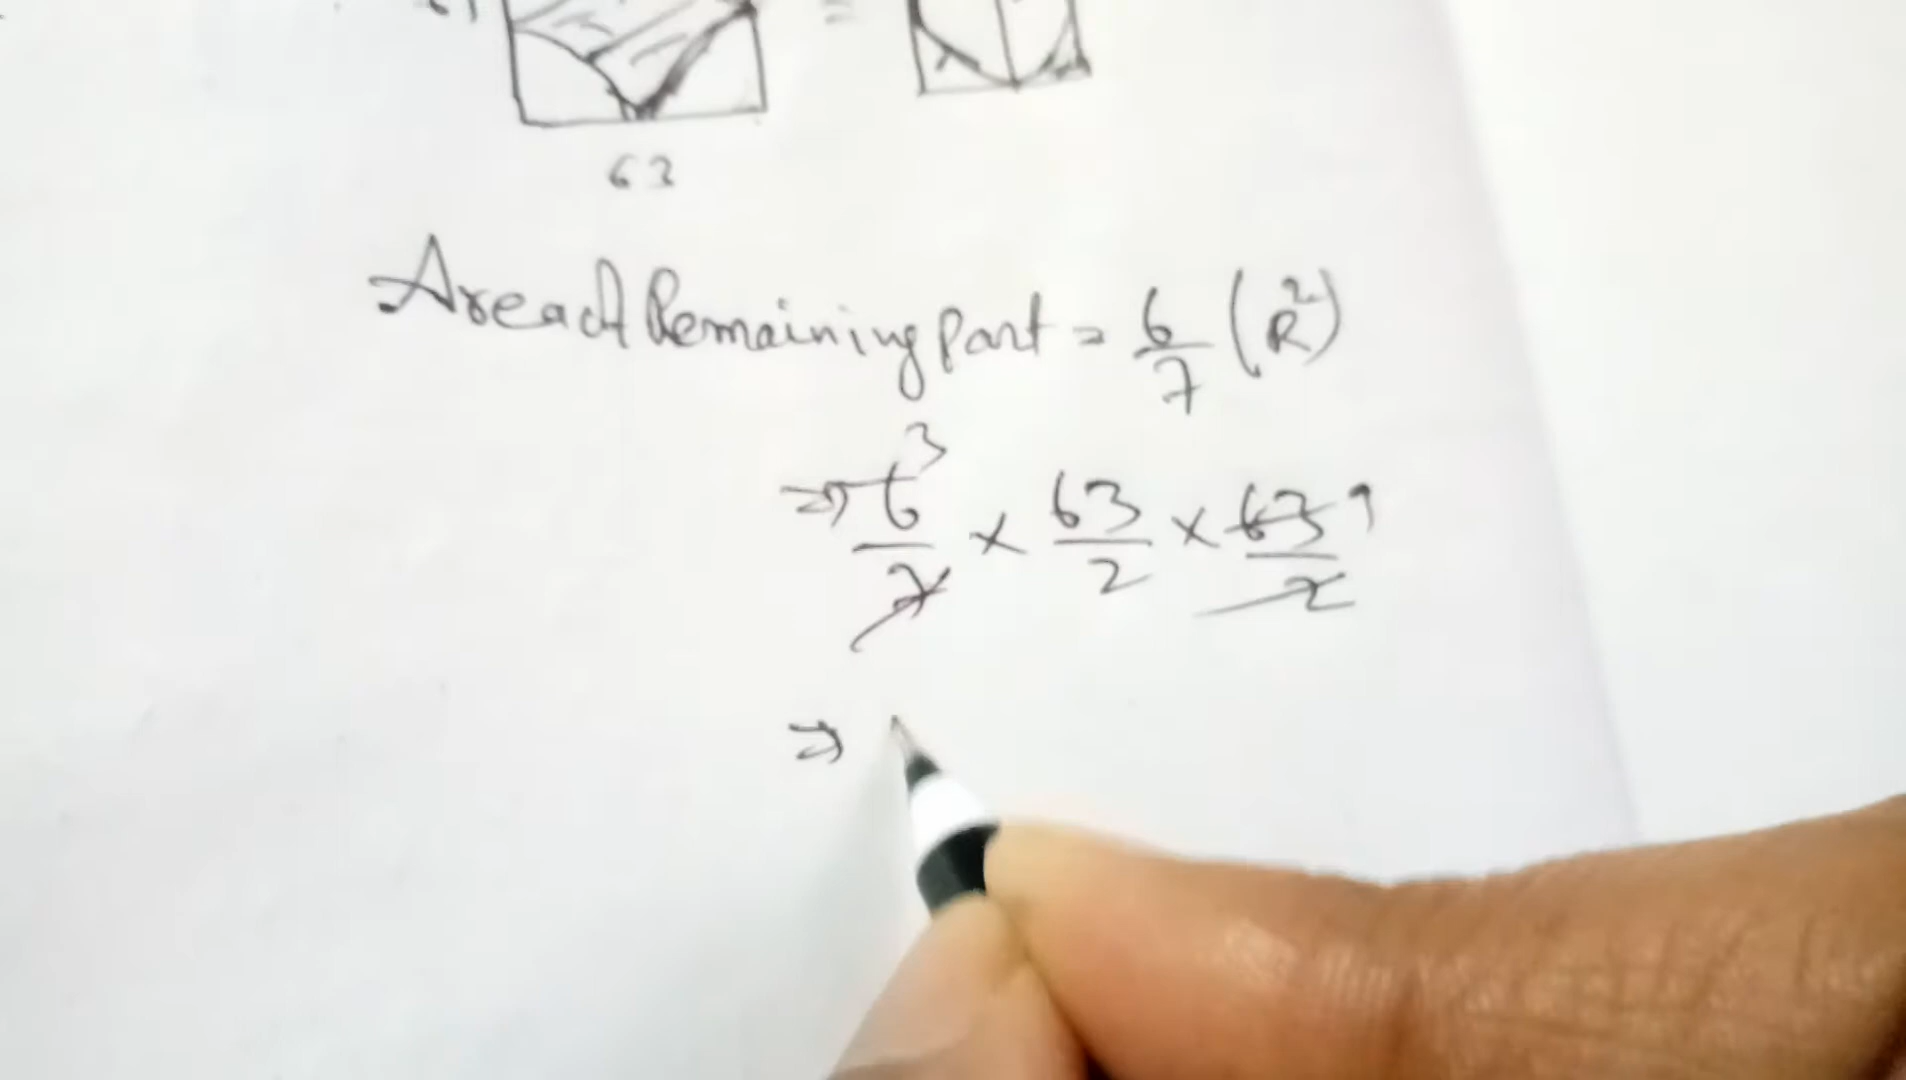 63
Area of Remaining Part = 6/7 (R²)
⇒ 6 3/7 × 63/2 × 63 9/2
⇒